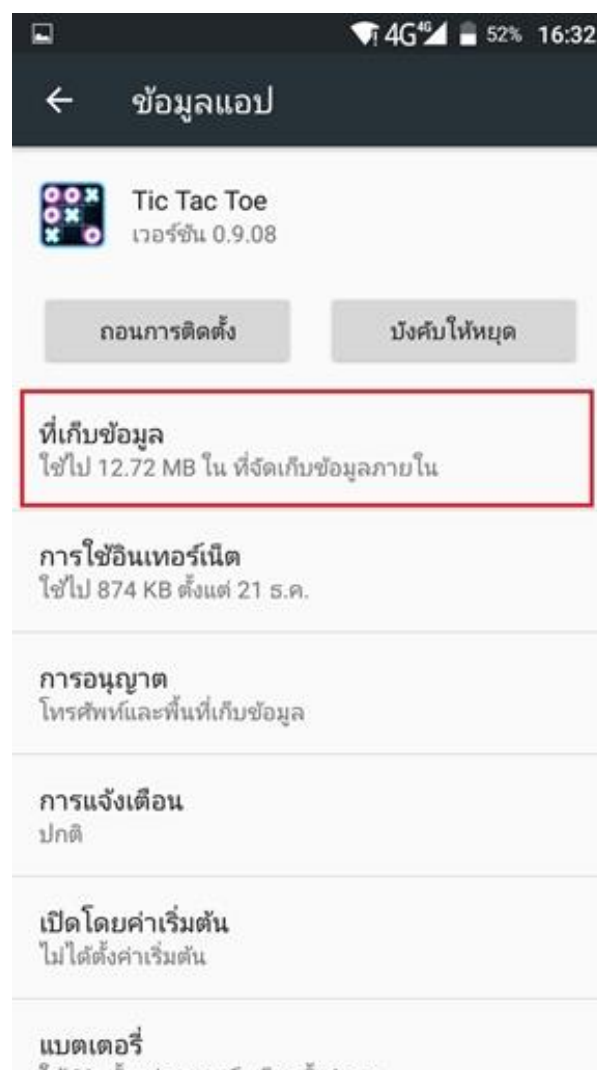 4G 4G 52% 16:32
ข้อมูลแอป
Tic Tac Toe
เวอร์ชัน 0.9.08
ถอนการติดตั้ง
บังคับให้หยุด
ที่เก็บข้อมูล
ใช้ไป 12.72 MB ใน ที่จัดเก็บข้อมูลภายใน
การใช้อินเทอร์เน็ต
ใช้ไป 874 KB ตั้งแต่ 21 ธ.ค.
การอนุญาต
โทรศัพท์และพื้นที่เก็บข้อมูล
การแจ้งเตือน
ปกติ
เปิดโดยค่าเริ่มต้น
ไม่ได้ตั้งค่าเริ่มต้น
แบตเตอรี่